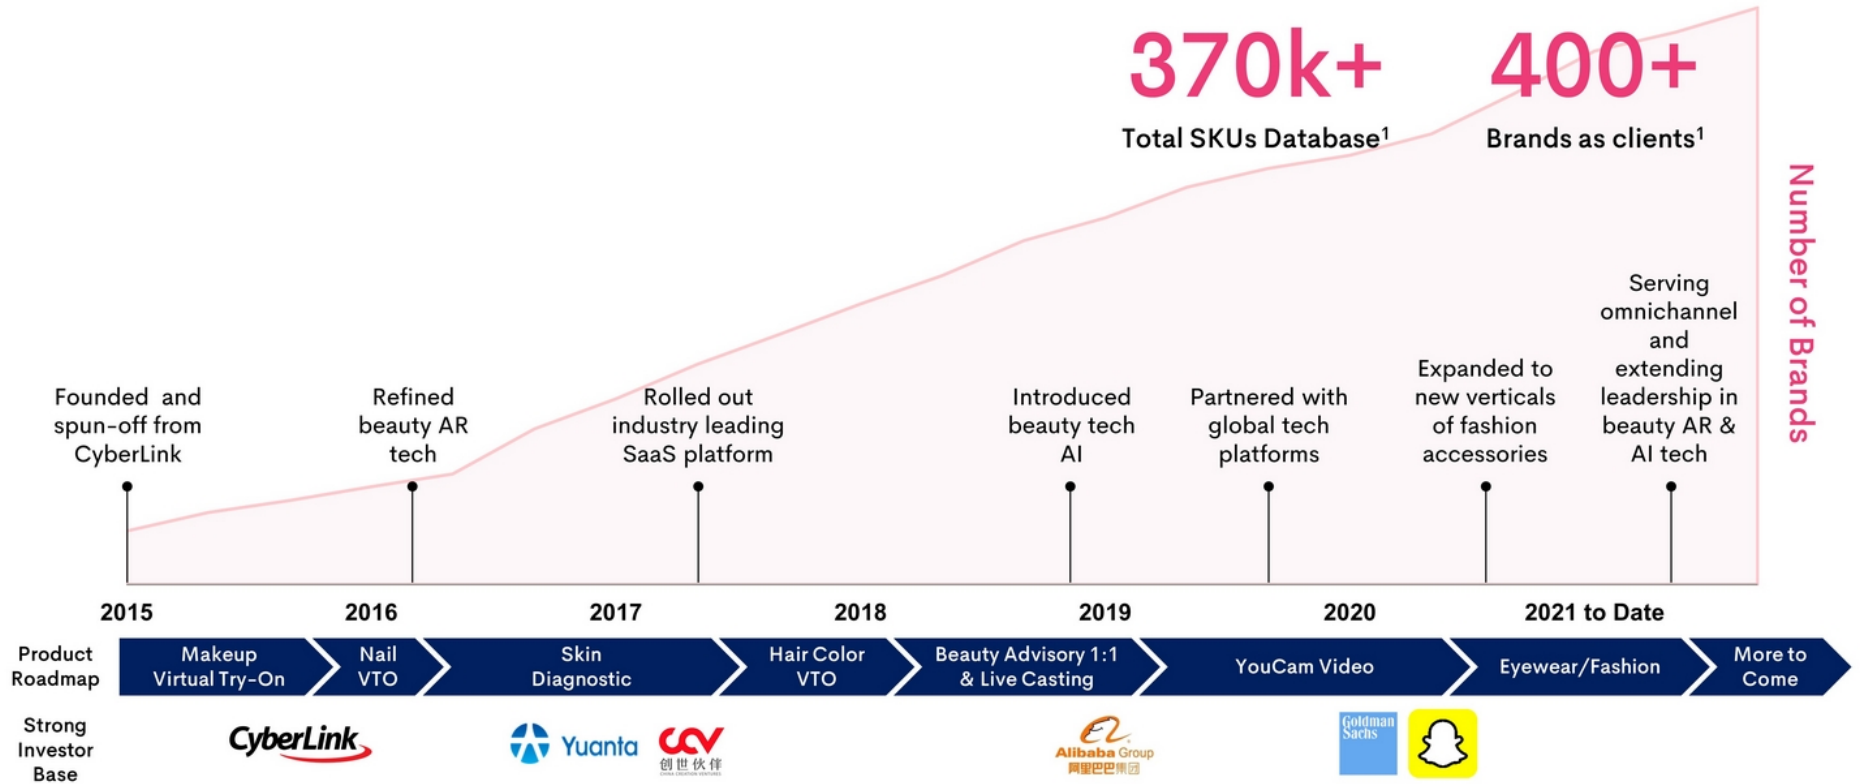 370k+
Total SKUs Database¹
400+
Brands as clients¹
Number of Brands
Founded and
spun-off from
CyberLink
Refined
beauty AR
tech
Rolled out
industry leading
SaaS platform
Introduced
beauty tech
AI
Partnered with
global tech
platforms
Expanded to
new verticals
of fashion
accessories
Serving
omnichannel
and
extending
leadership in
beauty AR &
AI tech
2015
2016
2017
2018
2019
2020
2021 to Date
Product
Roadmap
Makeup
Virtual Try-On
Nail
VTO
Skin
Diagnostic
Hair Color
VTO
Beauty Advisory 1:1
& Live Casting
YouCam Video
Eyewear/Fashion
More to
Come
Strong
Investor
Base
CyberLink
Yuanta
CCV
创世伙伴
CHINA CREATION VENTURES
Alibaba Group
阿里巴巴集团
Goldman
Sachs